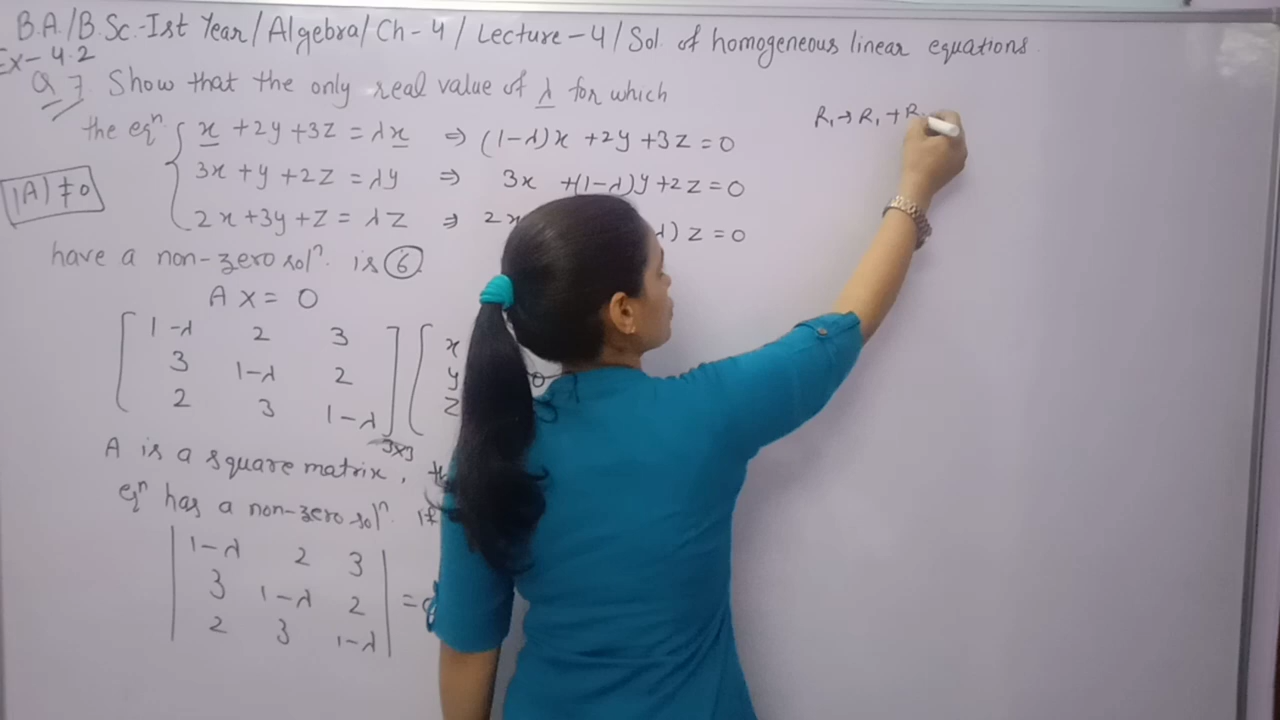 B.A./B.Sc.-Ist Year/Algebra/Ch-4/Lecture-4/Sol. of homogeneous linear equations
Ex-4.2
Q 7 Show that the only real value of λ for which
the eqⁿ x +2y +3z = λx ⇒ (1-λ)x +2y +3z = 0
3x + y + 2z = λy ⇒ 3x +(1-λ)y +2z = 0
2x +3y +z = λz ⇒ 2x λ) z = 0
|A| ≠ 0
have a non-zero solⁿ. is 6.
A X = 0
1-λ 2 3 x
3 1-λ 2 y 0
2 3 1-λ z
3×3
A is a square matrix,
eqⁿ has a non-zero solⁿ. If
1-λ 2 3
3 1-λ 2 =
2 3 1-λ
R₁→R₁+R